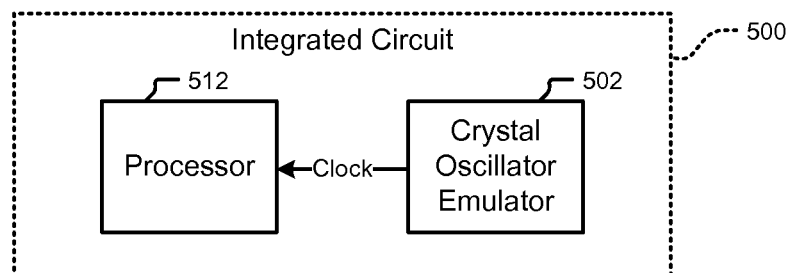 Integrated Circuit
500
512
502
Processor
Clock
Crystal
Oscillator
Emulator